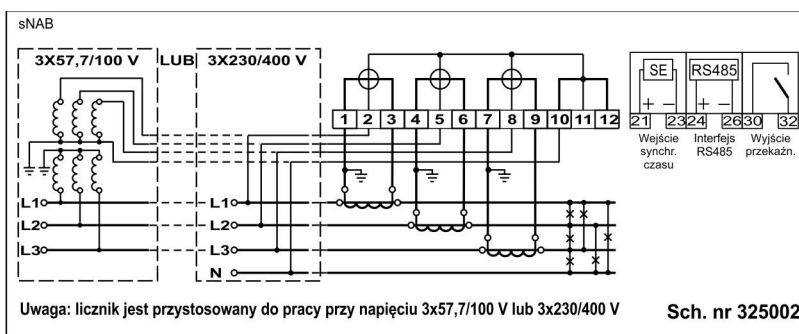 sNAB
3X57,7/100 V LUB 3X230/400 V
SE RS485
+ - + -
1 2 3 4 5 6 7 8 9 10 11 12
21 23 24 26 30 32
Wejście synchr. czasu
Interfejs RS485
Wyjście przekaźn.
L1 L1
L2 L2
L3 L3
N
Uwaga: licznik jest przystosowany do pracy przy napięciu 3x57,7/100 V lub 3x230/400 V
Sch. nr 325002